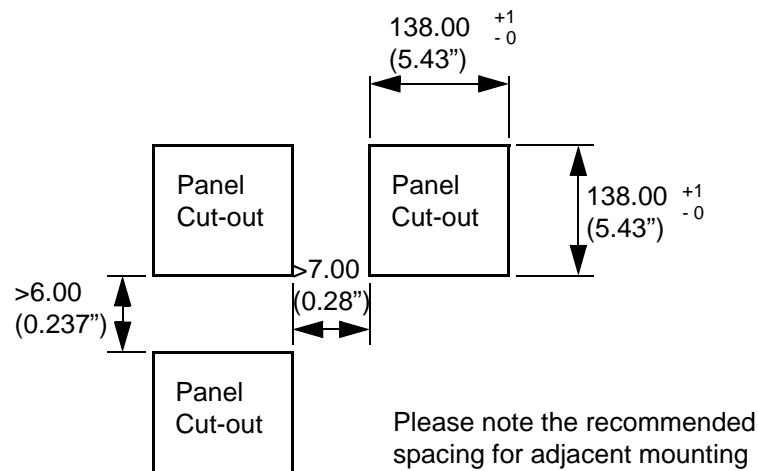 138.00 +1
- 0
(5.43”)
Panel
Cut-out
Panel
Cut-out
138.00 +1
- 0
(5.43”)
>7.00
(0.28”)
>6.00
(0.237”)
Panel
Cut-out
Please note the recommended
spacing for adjacent mounting